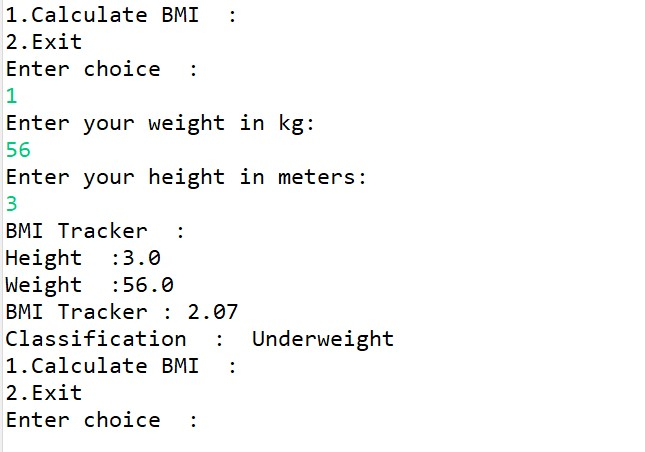 1.Calculate BMI  :
2.Exit
Enter choice  :
1
Enter your weight in kg:
56
Enter your height in meters:
3
BMI Tracker  :
Height  :3.0
Weight  :56.0
BMI Tracker : 2.07
Classification  :  Underweight
1.Calculate BMI  :
2.Exit
Enter choice  :